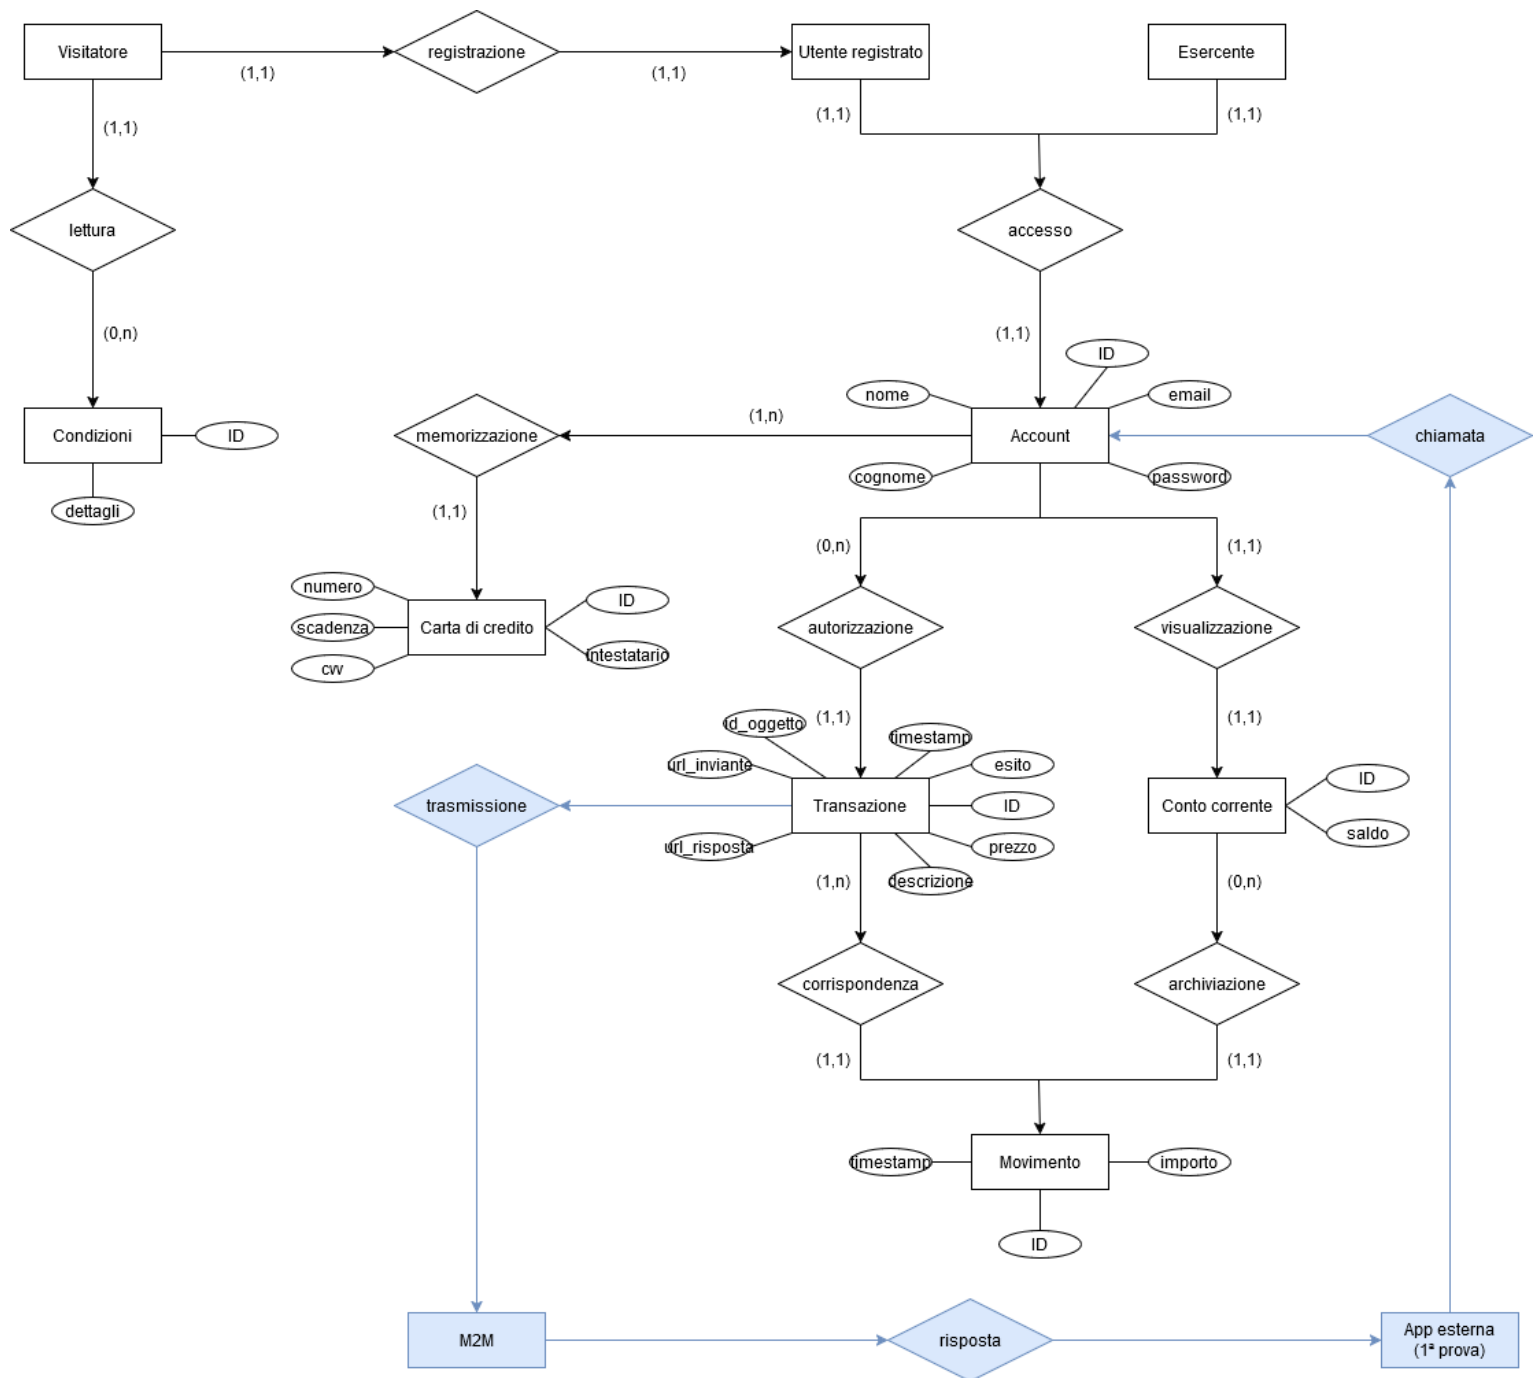 Visitatore
registrazione
Utente registrato
Esercente
(1,1)
(1,1)
(1,1)
(1,1)
(1,1)
lettura
accesso
(0,n)
(1,1)
ID
nome
email
(1,n)
Condizioni
ID
memorizzazione
Account
chiamata
cognome
password
dettagli
(1,1)
(0,n)
(1,1)
numero
ID
scadenza
Carta di credito
autorizzazione
visualizzazione
intestatario
cvv
id_oggetto
(1,1)
timestamp
(1,1)
url_inviante
esito
ID
trasmissione
Transazione
ID
Conto corrente
saldo
url_risposta
prezzo
(1,n)
descrizione
(0,n)
corrispondenza
archiviazione
(1,1)
(1,1)
timestamp
Movimento
importo
ID
M2M
risposta
App esterna
(1ª prova)